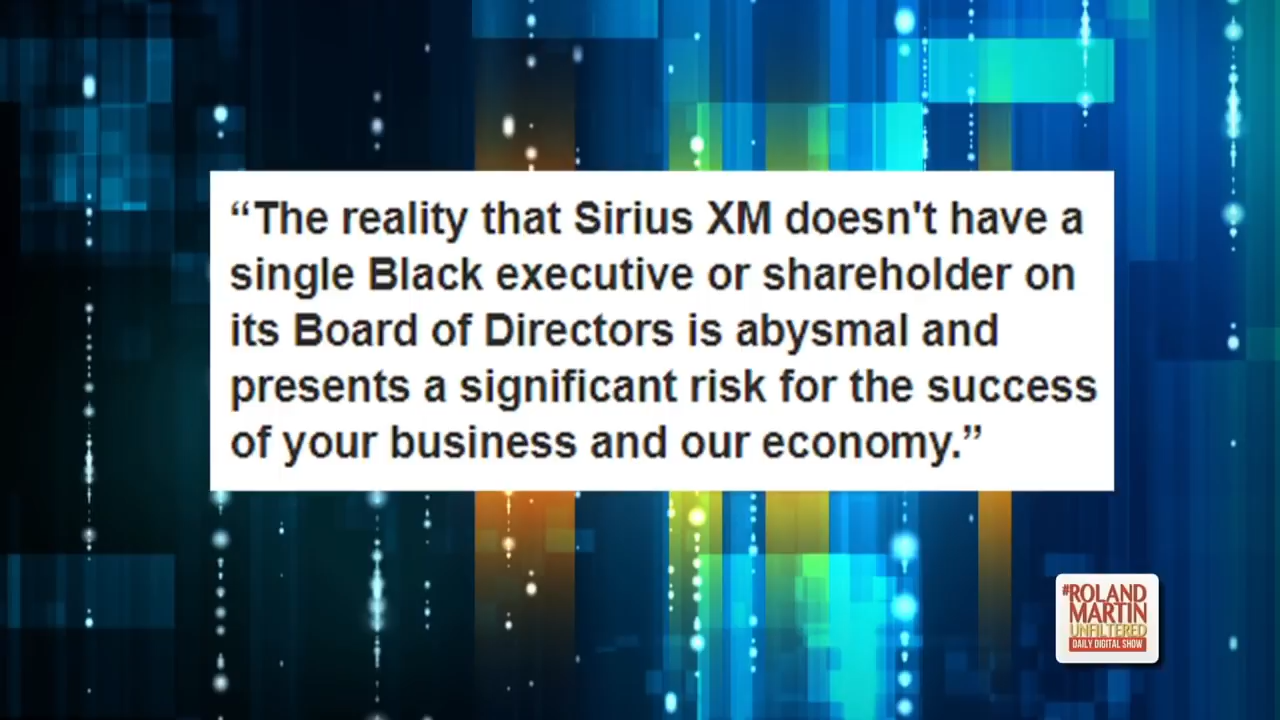 “The reality that Sirius XM doesn't have a
single Black executive or shareholder on
its Board of Directors is abysmal and
presents a significant risk for the success
of your business and our economy.”
#ROLAND
MARTIN
UNFILTERED
DAILY DIGITAL SHOW